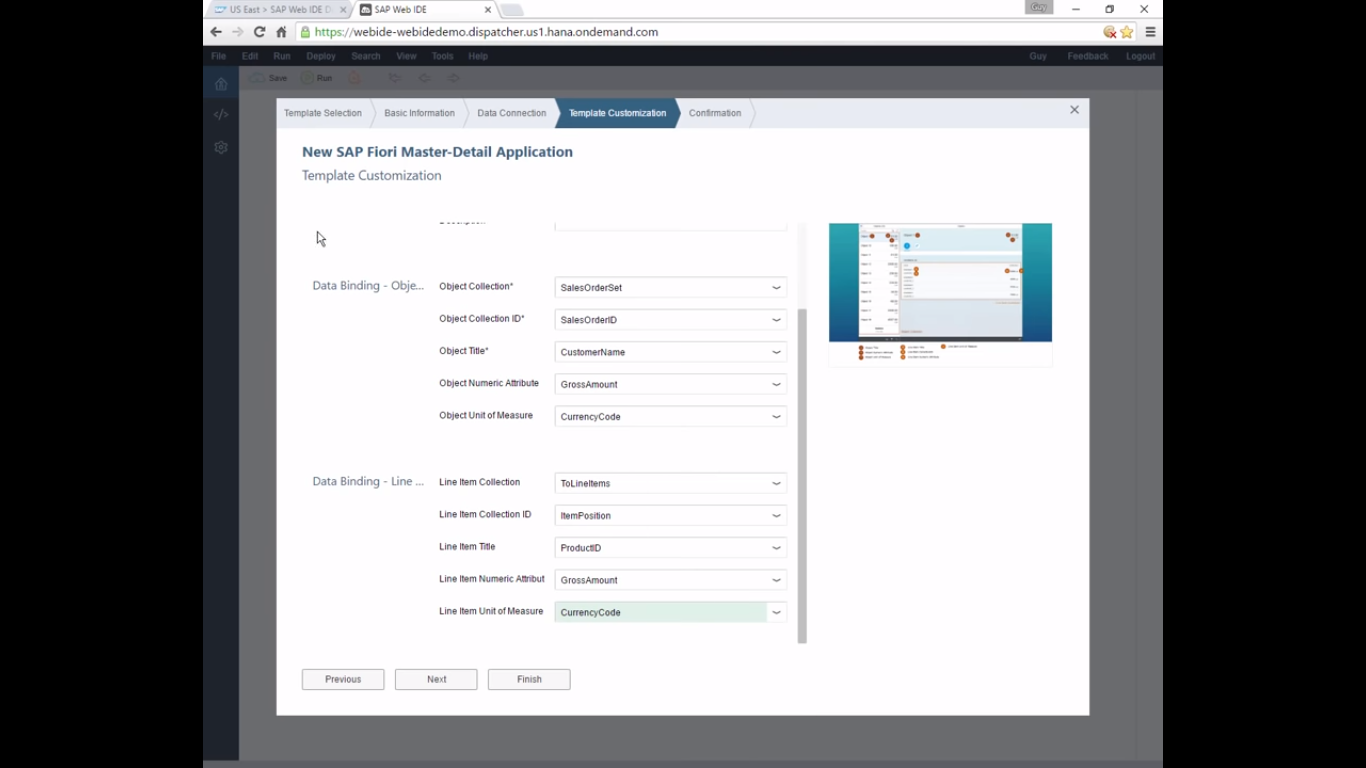 US East > SAP Web IDE D
SAP Web IDE
Guy
https://webide-webidedemo.dispatcher.us1.hana.ondemand.com
File Edit Run Deploy Search View Tools Help Guy Feedback Logout
Save Run
Template Selection Basic Information Data Connection Template Customization Confirmation
New SAP Fiori Master-Detail Application
Template Customization
Data Binding - Obje... Object Collection* SalesOrderSet
Object Collection ID* SalesOrderID
Object Title* CustomerName
Object Numeric Attribute GrossAmount
Object Unit of Measure CurrencyCode
Data Binding - Line ... Line Item Collection ToLineItems
Line Item Collection ID ItemPosition
Line Item Title ProductID
Line Item Numeric Attribut GrossAmount
Line Item Unit of Measure CurrencyCode
Previous Next Finish